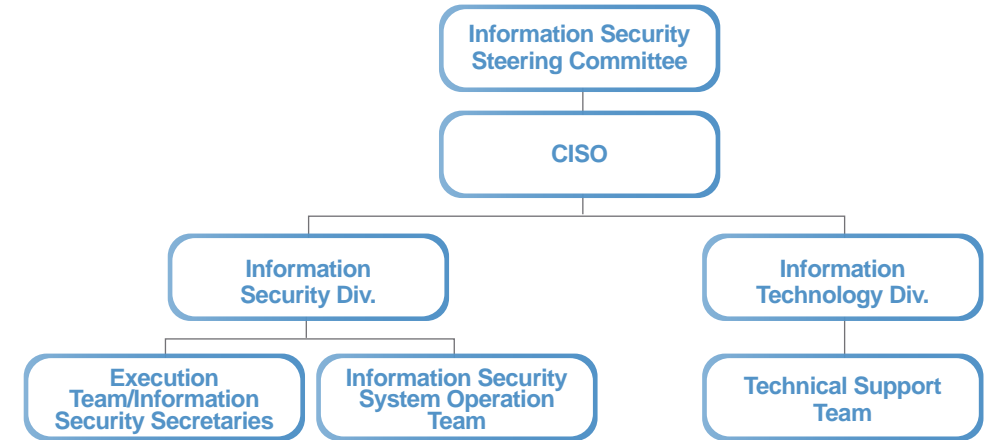 Information Security
Steering Committee
CISO
Information
Security Div.
Information
Technology Div.
Execution
Team/Information
Security Secretaries
Information Security
System Operation
Team
Technical Support
Team